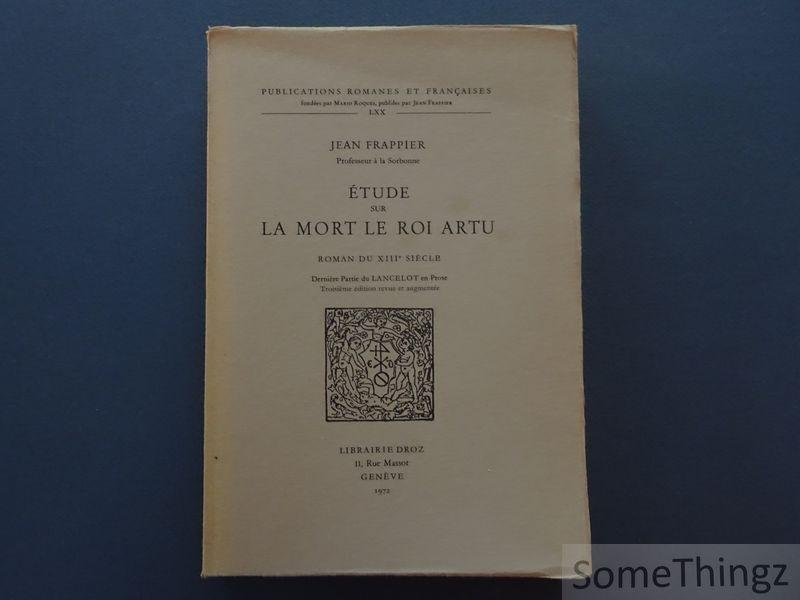 PUBLICATIONS ROMANES ET FRANÇAISES
fondées par MARIO ROQUES, publiées par JEAN FRAPPIER
LXX
JEAN FRAPPIER
Professeur à la Sorbonne
ÉTUDE
SUR
LA MORT LE ROI ARTU
ROMAN DU XIIIe SIÈCLE
Dernière Partie du LANCELOT en Prose
Troisième édition revue et augmentée
LIBRAIRIE DROZ
11, Rue Massot
GENÈVE
1972
SomeThingz